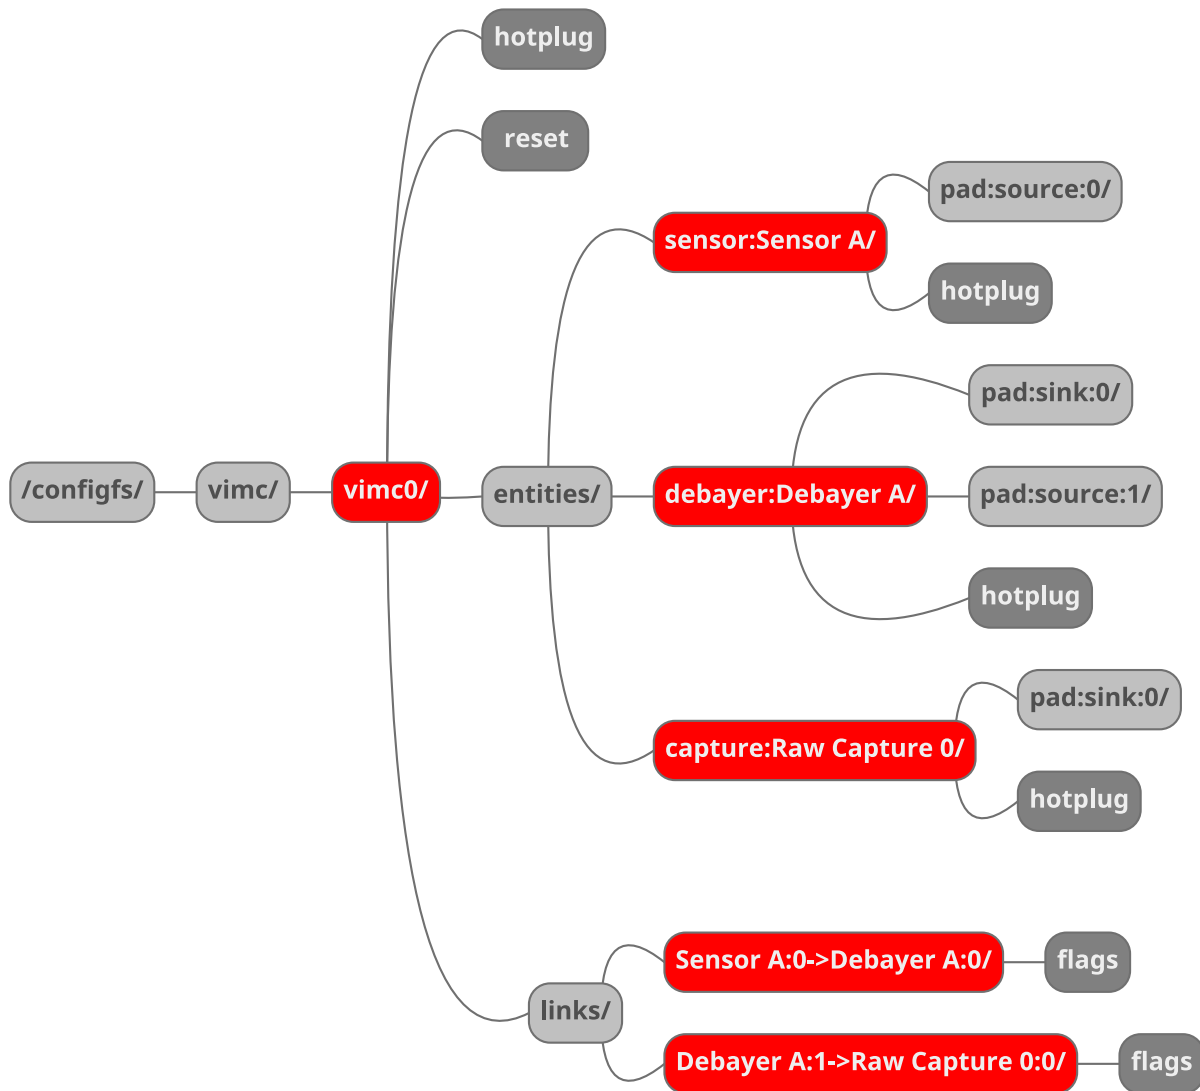 hotplug
reset
pad:source:0/
sensor:Sensor A/
hotplug
pad:sink:0/
/configfs/
vimc/
vimc0/
entities/
debayer:Debayer A/
pad:source:1/
hotplug
pad:sink:0/
capture:Raw Capture 0/
hotplug
Sensor A:0->Debayer A:0/
flags
links/
Debayer A:1->Raw Capture 0:0/
flags